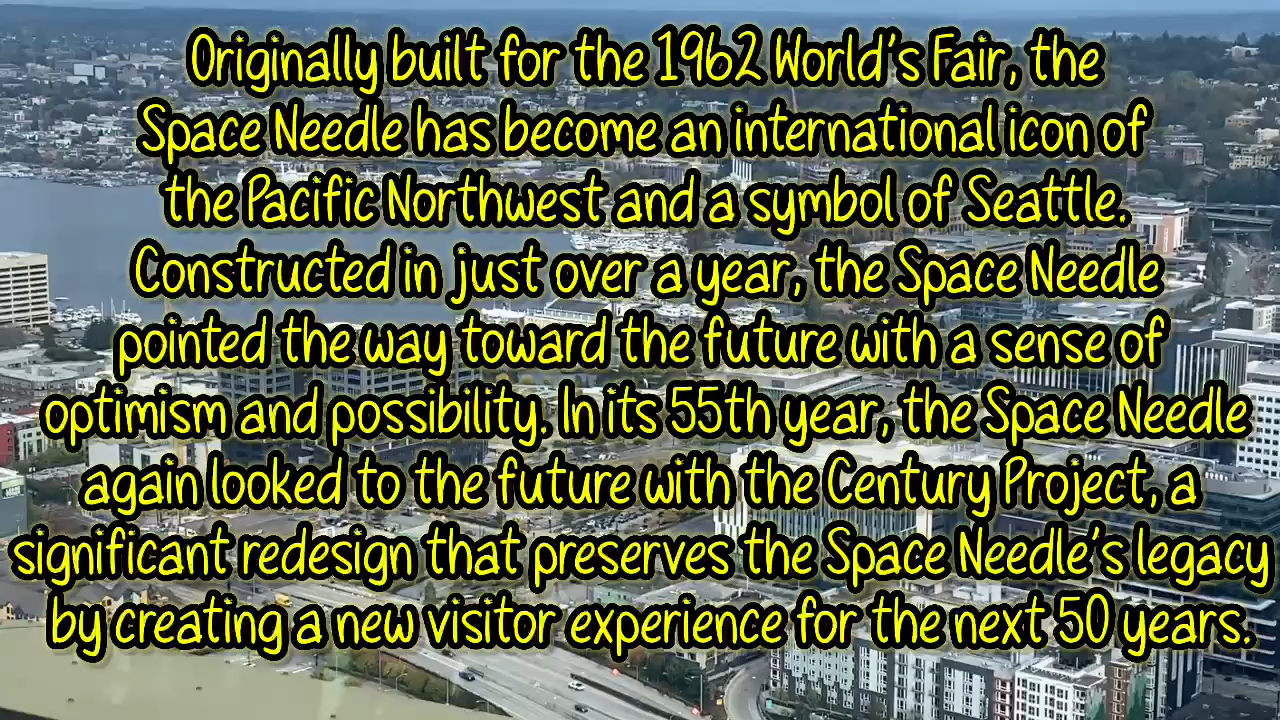 Originally built for the 1962 World's Fair, the
Space Needle has become an international icon of
the Pacific Northwest and a symbol of Seattle.
Constructed in just over a year, the Space Needle
pointed the way toward the future with a sense of
optimism and possibility. In its 55th year, the Space Needle
again looked to the future with the Century Project, a
significant redesign that preserves the Space Needle's legacy
by creating a new visitor experience for the next 50 years.